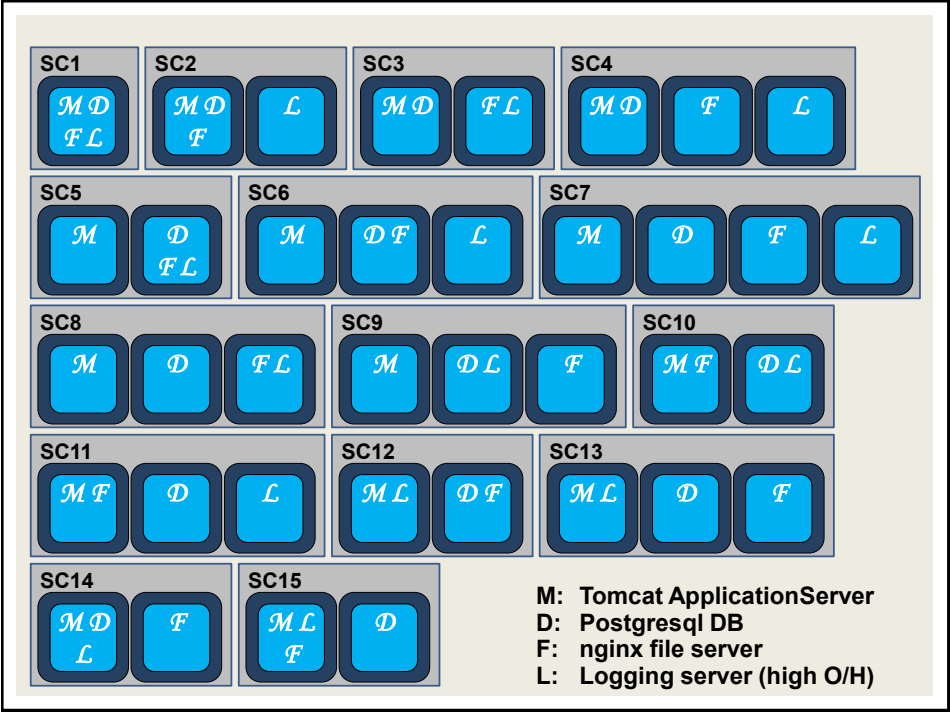 SC1 SC2 SC3 SC4
M D M D L M D F L M D F L
F L F
SC5 SC6 SC7
M D M D F L M D F L
F L
SC8 SC9 SC10
M D F L M D L F M F D L
SC11 SC12 SC13
M F D L M L D F M L D F
SC14 SC15
M D F M L D
L F
M: Tomcat ApplicationServer
D: Postgresql DB
F: nginx file server
L: Logging server (high O/H)